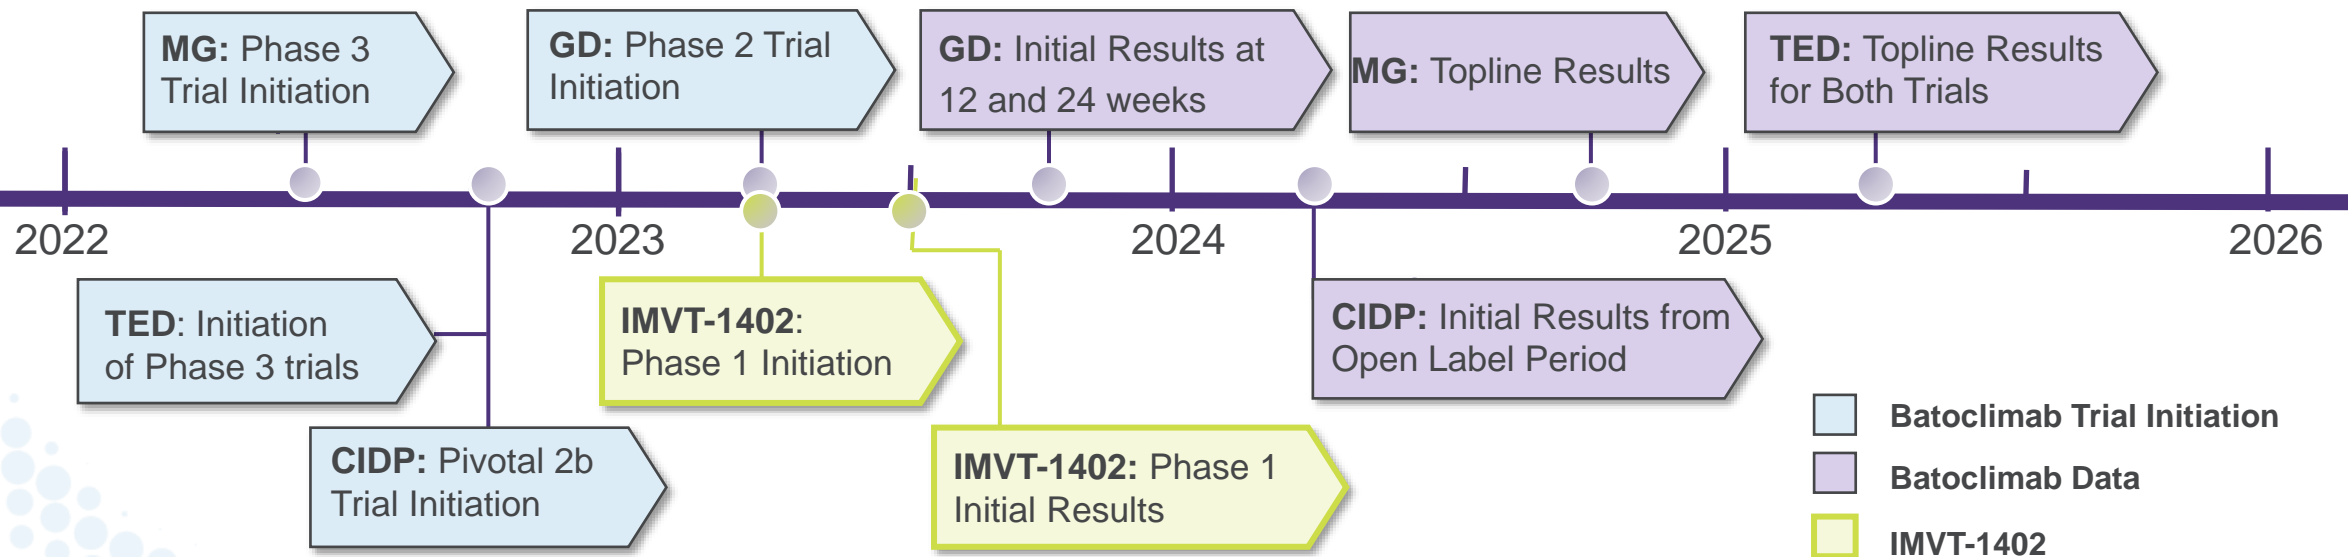 MG: Phase 3
Trial Initiation
GD: Phase 2 Trial
Initiation
GD: Initial Results at
12 and 24 weeks
MG: Topline Results
TED: Topline Results
for Both Trials
2022
2023
2024
2025
2026
TED: Initiation
of Phase 3 trials
IMVT-1402:
Phase 1 Initiation
CIDP: Initial Results from
Open Label Period
CIDP: Pivotal 2b
Trial Initiation
IMVT-1402: Phase 1
Initial Results
Batoclimab Trial Initiation
Batoclimab Data
IMVT-1402